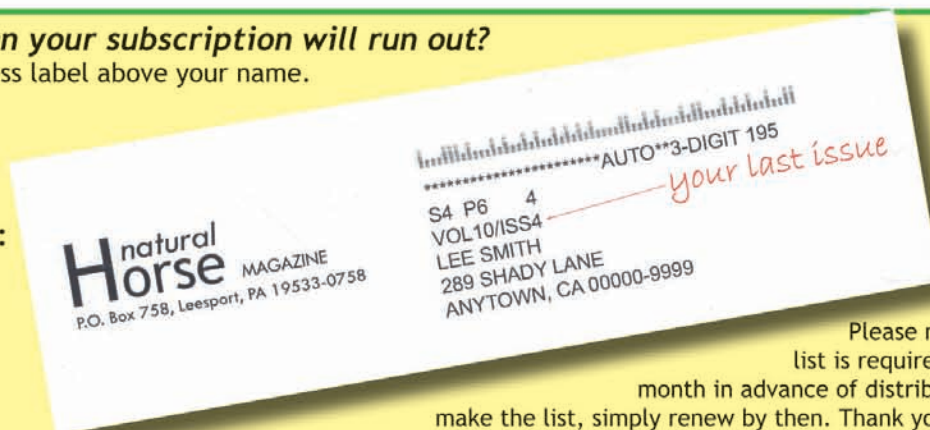 n your subscription will run out?
ss label above your name.
:
natural
Horse MAGAZINE
P.O. Box 758, Leesport, PA 19533-0758
***********************AUTO**3-DIGIT 195
S4 P6 4
VOL10/ISS4
your last issue
LEE SMITH
289 SHADY LANE
ANYTOWN, CA 00000-9999
Please
list is require
month in advance of distrib
make the list, simply renew by then. Thank yo